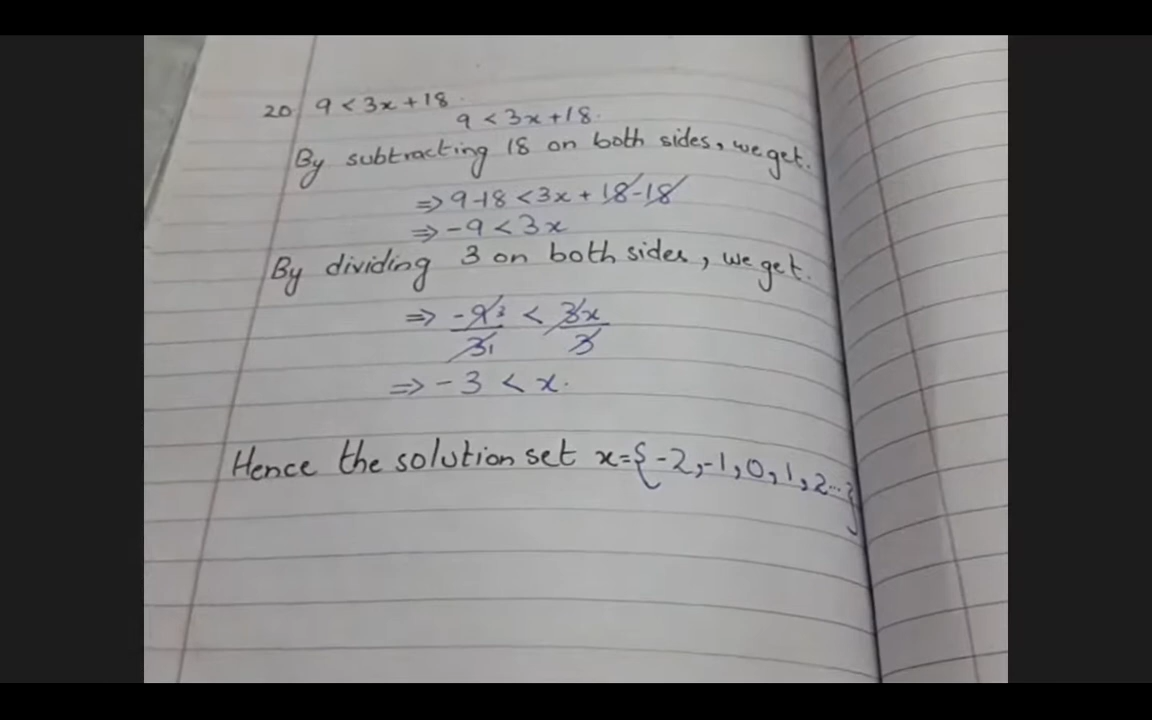 20. 9 < 3x + 18.
9 < 3x + 18.
By subtracting 18 on both sides, we get.
⇒ 9-18 < 3x + 18-18
⇒ -9 < 3x
By dividing 3 on both sides, we get.
⇒ -9 3 / 3 1 < 3x / 3
⇒ -3 < x.
Hence the solution set x={-2,-1,0,1,2...}